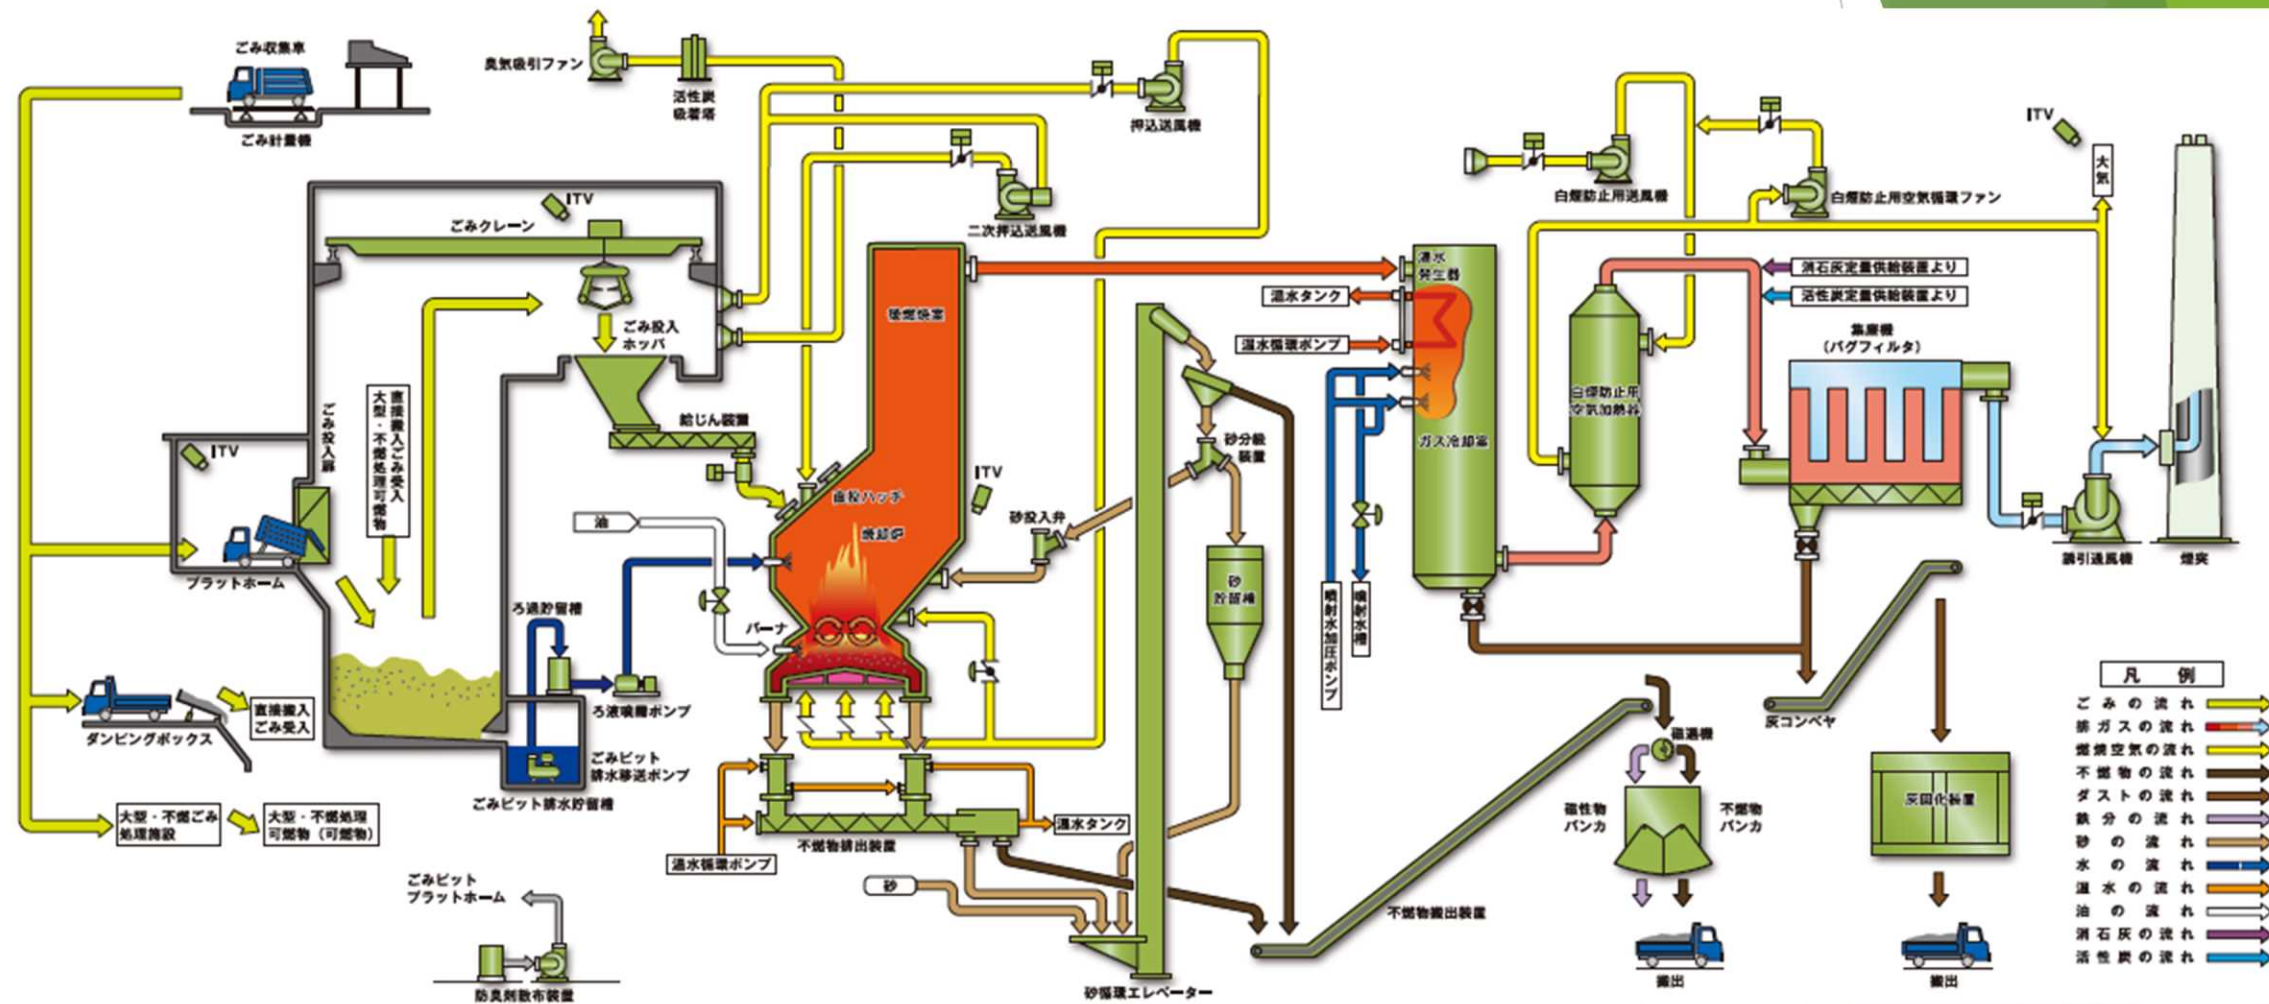 ごみ収集車
ごみ計量機
臭気吸引ファン
活性炭
吸着塔
押込送風機
二次押込送風機
ITV
ごみクレーン
ごみ投入
ホッパ
給じん装置
ごみ投入扉
直接搬入ごみ受入
大型・不燃処理可燃物
ITV
プラットホーム
ダンピングボックス
直接搬入
ごみ受入
大型・不燃ごみ
処理施設
大型・不燃処理
可燃物（可燃物）
ろ過貯留槽
ろ液噴霧ポンプ
ごみピット
排水移送ポンプ
ごみピット排水貯留槽
ごみピット
プラットホーム
防臭剤散布装置
油
バーナ
後燃焼室
直投ハッチ
焼却炉
ITV
砂投入弁
温水循環ポンプ
不燃物排出装置
温水タンク
砂
砂循環エレベーター
砂分級
装置
砂
貯留槽
温水
発生器
温水タンク
温水循環ポンプ
ガス冷却室
噴射水加圧ポンプ
噴射水槽
白煙防止用送風機
白煙防止用空気循環ファン
白煙防止用
空気加熱器
消石灰定量供給装置より
活性炭定量供給装置より
集塵機
（バグフィルタ）
ITV
大気
誘引通風機
煙突
灰コンベヤ
不燃物搬出装置
磁選機
磁性物
バンカ
不燃物
バンカ
搬出
灰固化装置
搬出
凡例
ごみの流れ
排ガスの流れ
燃焼空気の流れ
不燃物の流れ
ダストの流れ
鉄分の流れ
砂の流れ
水の流れ
温水の流れ
油の流れ
消石灰の流れ
活性炭の流れ